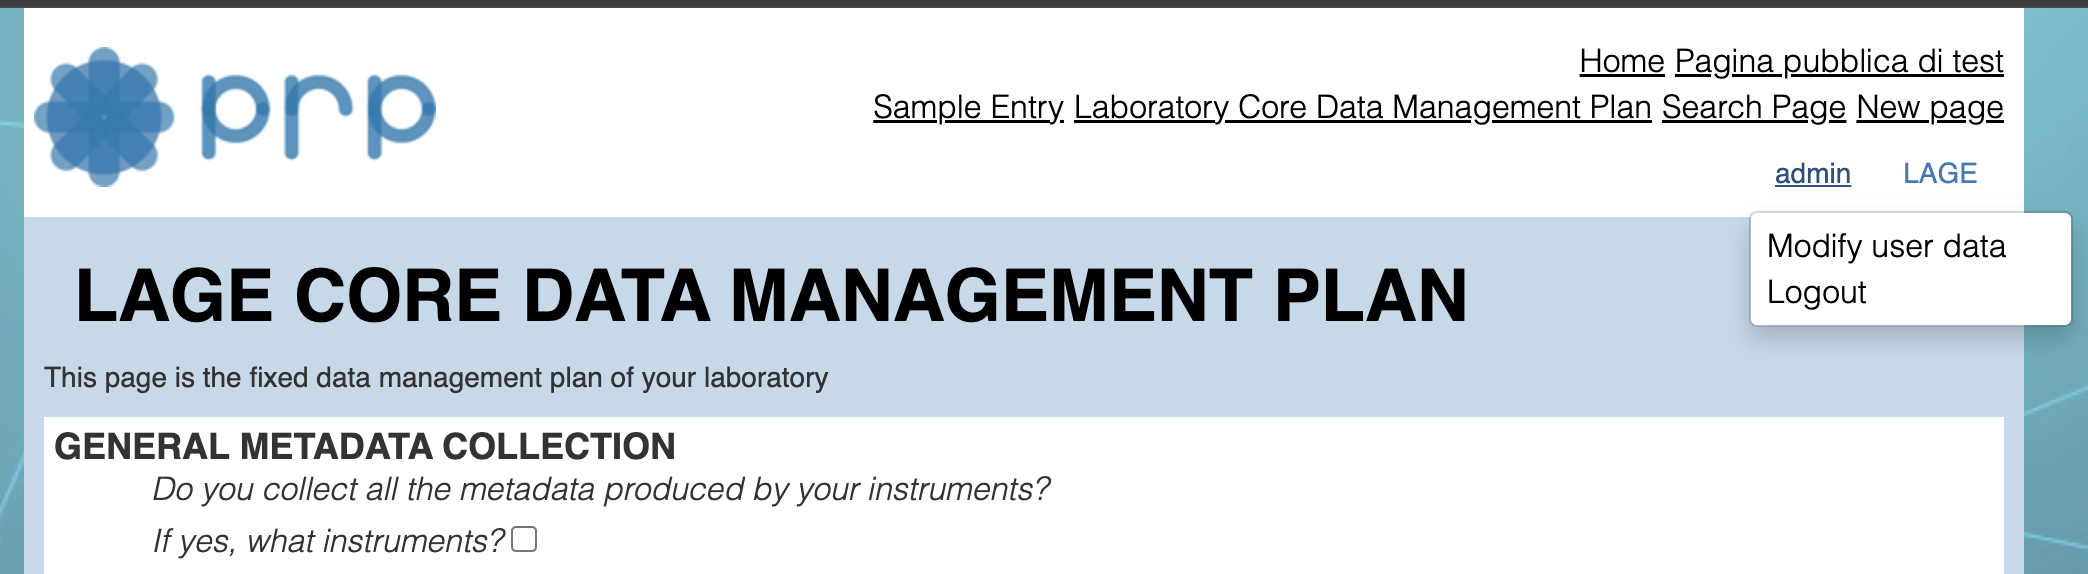 prp
Home Pagina pubblica di test
Sample Entry Laboratory Core Data Management Plan Search Page New page
admin LAGE
Modify user data
Logout
LAGE CORE DATA MANAGEMENT PLAN
This page is the fixed data management plan of your laboratory
GENERAL METADATA COLLECTION
Do you collect all the metadata produced by your instruments?
If yes, what instruments?